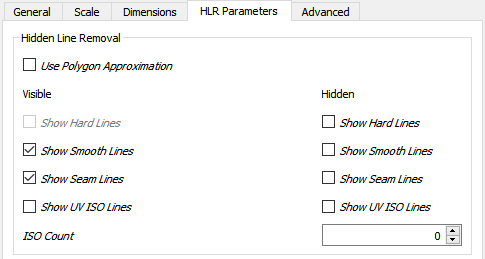 General Scale Dimensions HLR Parameters Advanced
Hidden Line Removal
Use Polygon Approximation
Visible Hidden
Show Hard Lines Show Hard Lines
Show Smooth Lines Show Smooth Lines
Show Seam Lines Show Seam Lines
Show UV ISO Lines Show UV ISO Lines
ISO Count 0